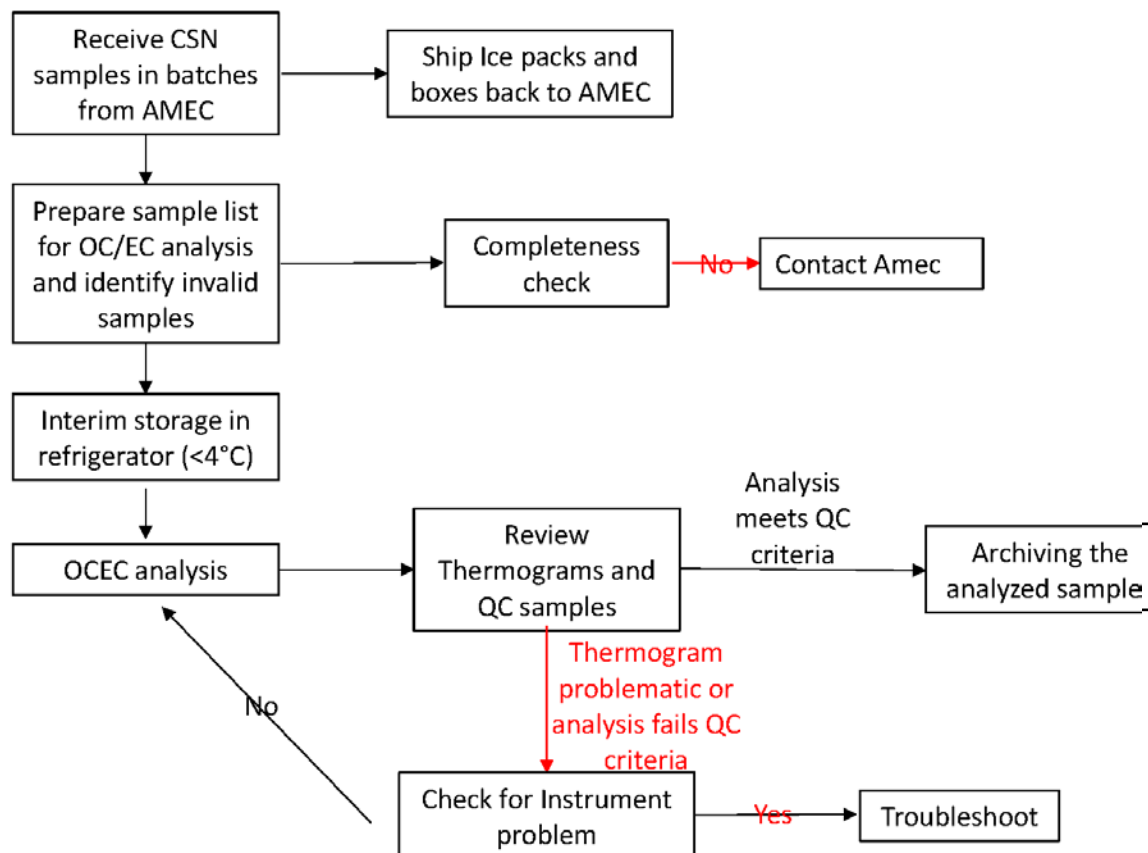 Receive CSN
samples in batches
from AMEC
Ship Ice packs and
boxes back to AMEC
Prepare sample list
for OC/EC analysis
and identify invalid
samples
Completeness
check
No
Contact Amec
Interim storage in
refrigerator (<4°C)
OCEC analysis
Review
Thermograms and
QC samples
Analysis
meets QC
criteria
Archiving the
analyzed sample
Thermogram
problematic or
analysis fails QC
criteria
No
Check for Instrument
problem
Yes
Troubleshoot